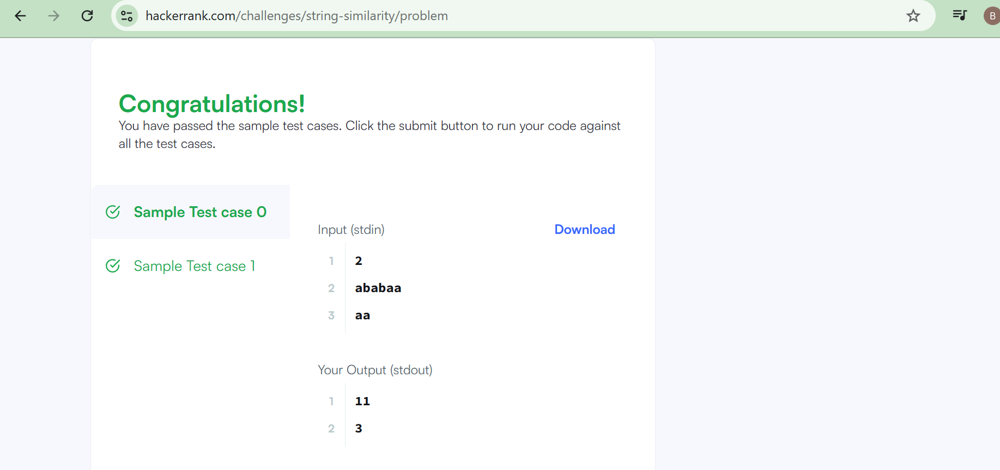 hackerrank.com/challenges/string-similarity/problem
B
Congratulations!
You have passed the sample test cases. Click the submit button to run your code against
all the test cases.
Sample Test case 0
Sample Test case 1
Input (stdin)
Download
1 2
2 ababaa
3 aa
Your Output (stdout)
1 11
2 3